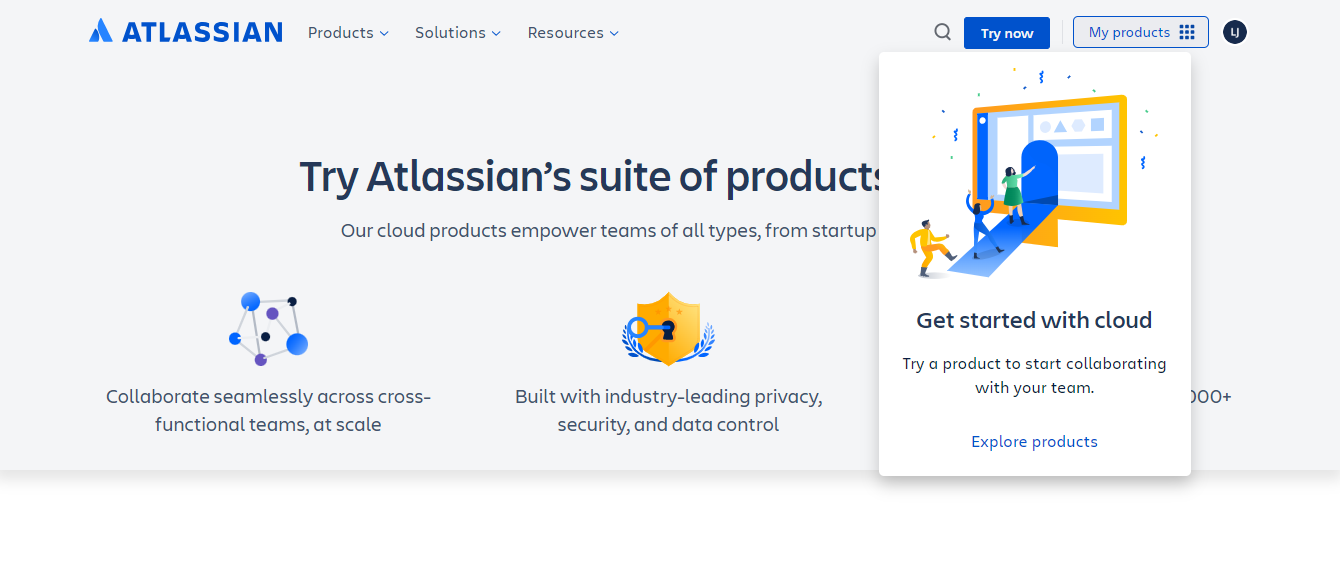 ATLASSIAN
Products
Solutions
Resources
Try now
My products
LJ
Try Atlassian’s suite of products
Our cloud products empower teams of all types, from startup
Collaborate seamlessly across cross-
functional teams, at scale
Built with industry-leading privacy,
security, and data control
000+
Get started with cloud
Try a product to start collaborating
with your team.
Explore products